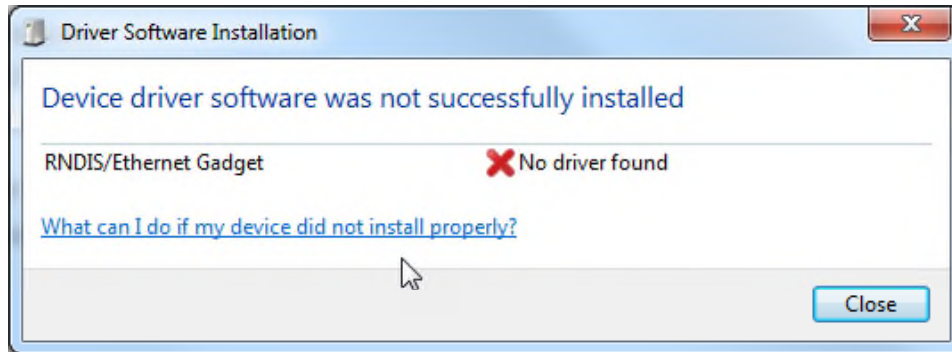 Driver Software Installation
Device driver software was not successfully installed
RNDIS/Ethernet Gadget No driver found
What can I do if my device did not install properly?
Close